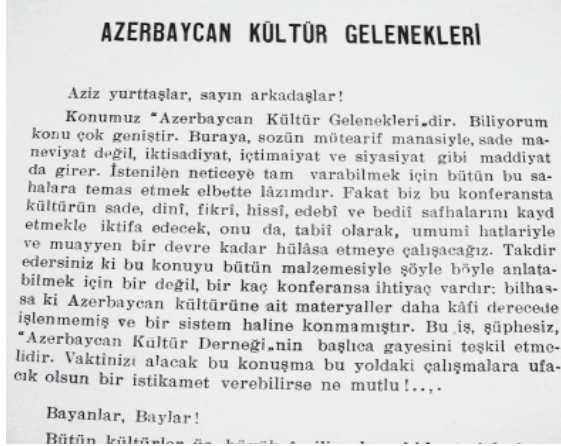 AZERBAYCAN KÜLTÜR GELENEKLERİ
Aziz yurttaşlar, sayın arkadaşlar!
Konumuz "Azerbaycan Kültür Gelenekleri„dir. Biliyorum
konu çok geniştir. Buraya, sozün mütearif manasiyle, sade ma-
neviyat değil, iktisadiyat, içtimaiyat ve siyasiyat gibi maddiyat
da girer. İstenilen neticeye tam varabilmek için bütün bu sa-
halara temas etmek elbette lâzımdır. Fakat biz bu konferansta
kültürün sade, dinî, fikrî, hissî, edebî ve bediî safhalarını kayd
etmekle iktifa edecek, onu da, tabiî olarak, umumî hatlariyle
ve muayyen bir devre kadar hülâsa etmeye çalışacağız. Takdir
edersiniz ki bu konuyu bütün malzemesiyle şöyle böyle anlata-
bilmek için bir değil, bir kaç konferansa ihtiyaç vardır; bilhas-
sa ki Azerbaycan kültürüne ait materyaller daha kâfi derecede
işlenmemiş ve bir sistem haline konmamıştır. Bu iş, şüphesiz,
"Azerbaycan Kültür Derneği„nin başlıca gayesini teşkil etme-
lidir. Vaktinizi alacak bu konuşma bu yoldaki çalışmalara ufa-
cık olsun bir istikamet verebilirse ne mutlu!..,.
Bayanlar, Baylar!
Bütün kültürler